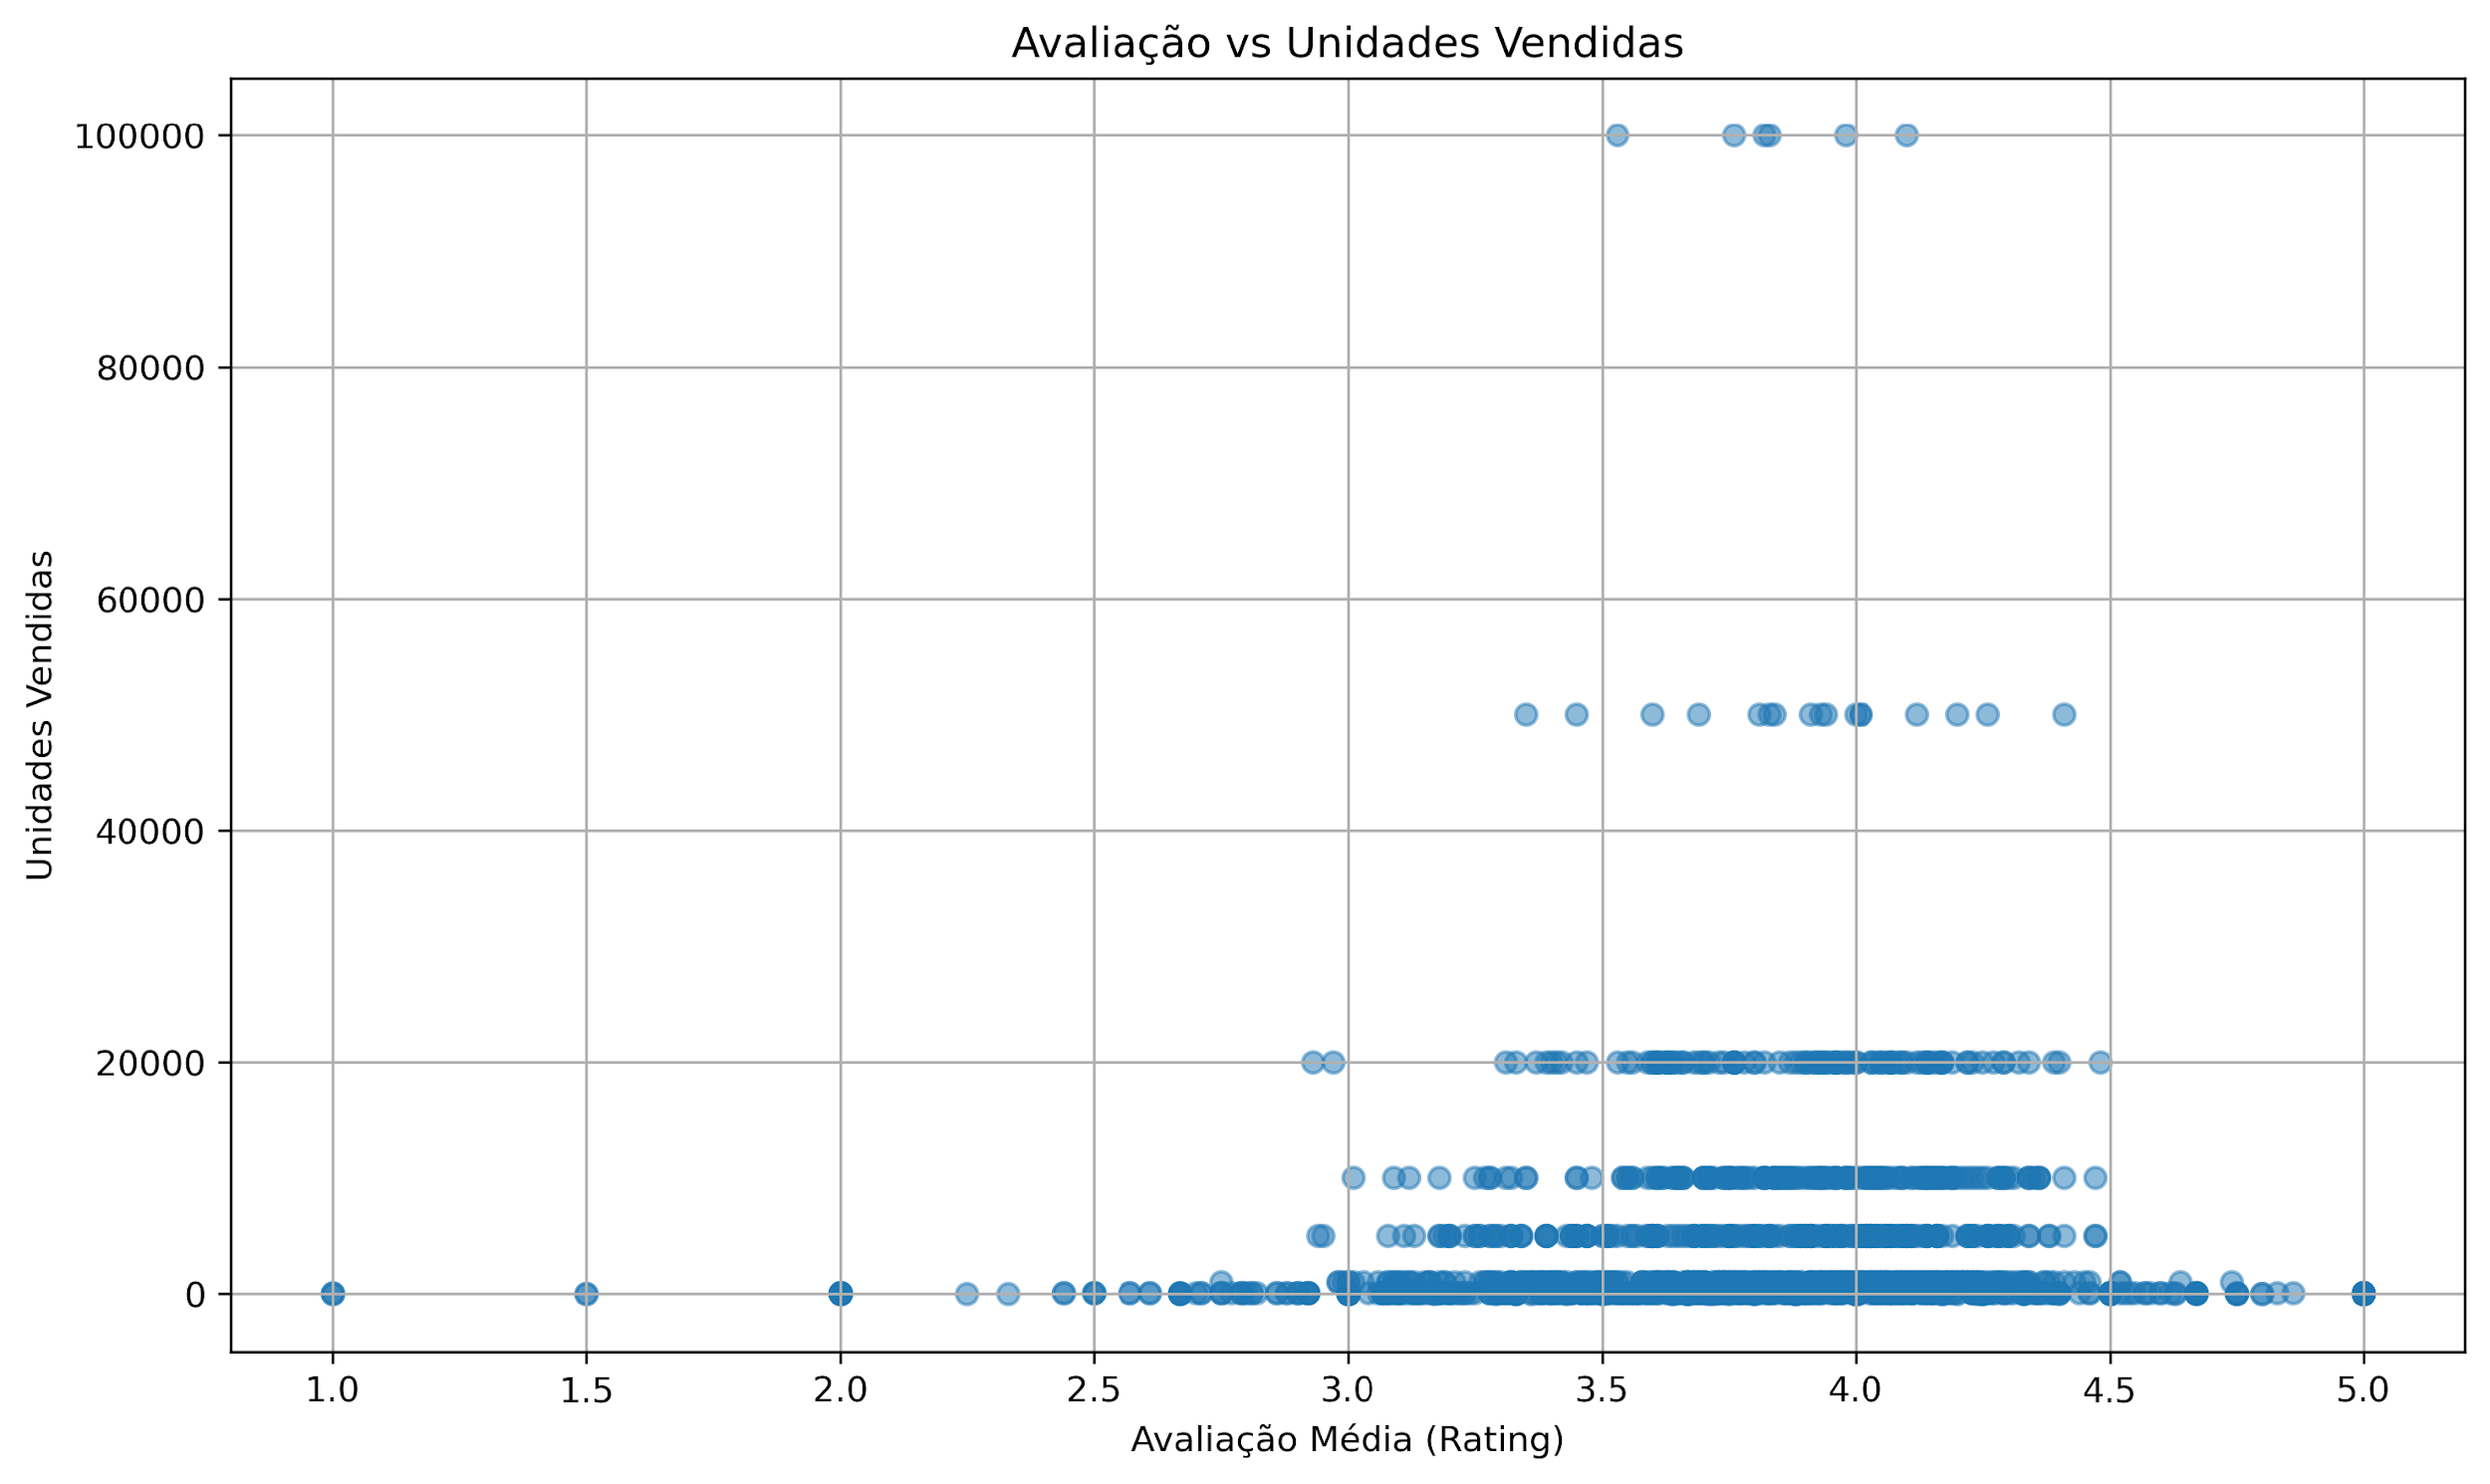 Avaliação vs Unidades Vendidas
100000
80000
60000
40000
20000
0
Unidades Vendidas
1.0 1.5 2.0 2.5 3.0 3.5 4.0 4.5 5.0
Avaliação Média (Rating)